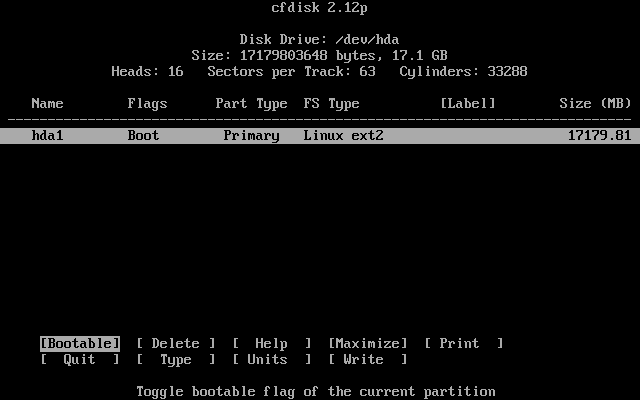 cfdisk 2.12p
Disk Drive: /dev/hda
Size: 17179803648 bytes, 17.1 GB
Heads: 16   Sectors per Track: 63   Cylinders: 33288
Name        Flags      Part Type  FS Type          [Label]        Size (MB)
------------------------------------------------------------------------------
hda1        Boot        Primary   Linux ext2                       17179.81
[Bootable]  [ Delete ]  [  Help  ]  [Maximize]  [ Print  ]
[  Quit  ]  [  Type  ]  [ Units  ]  [ Write  ]
Toggle bootable flag of the current partition